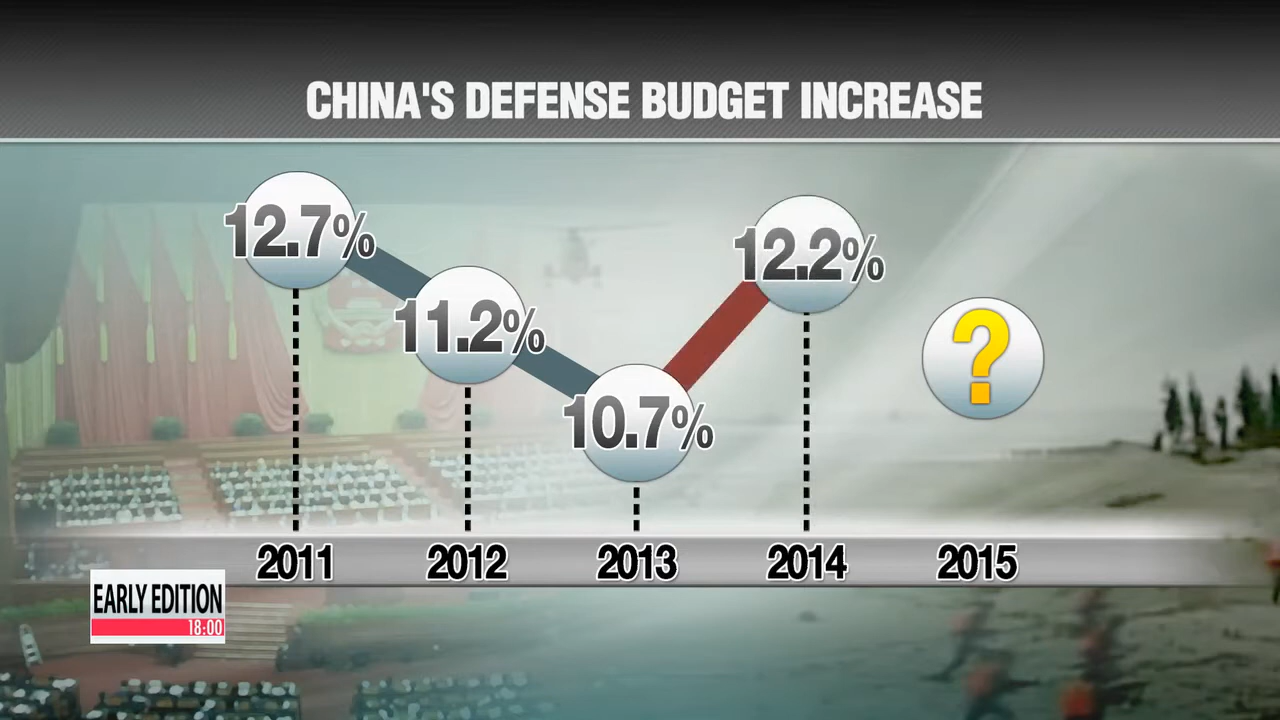 CHINA'S DEFENSE BUDGET INCREASE
12.7%
11.2%
10.7%
12.2%
?
2011 2012 2013 2014 2015
EARLY EDITION
18:00